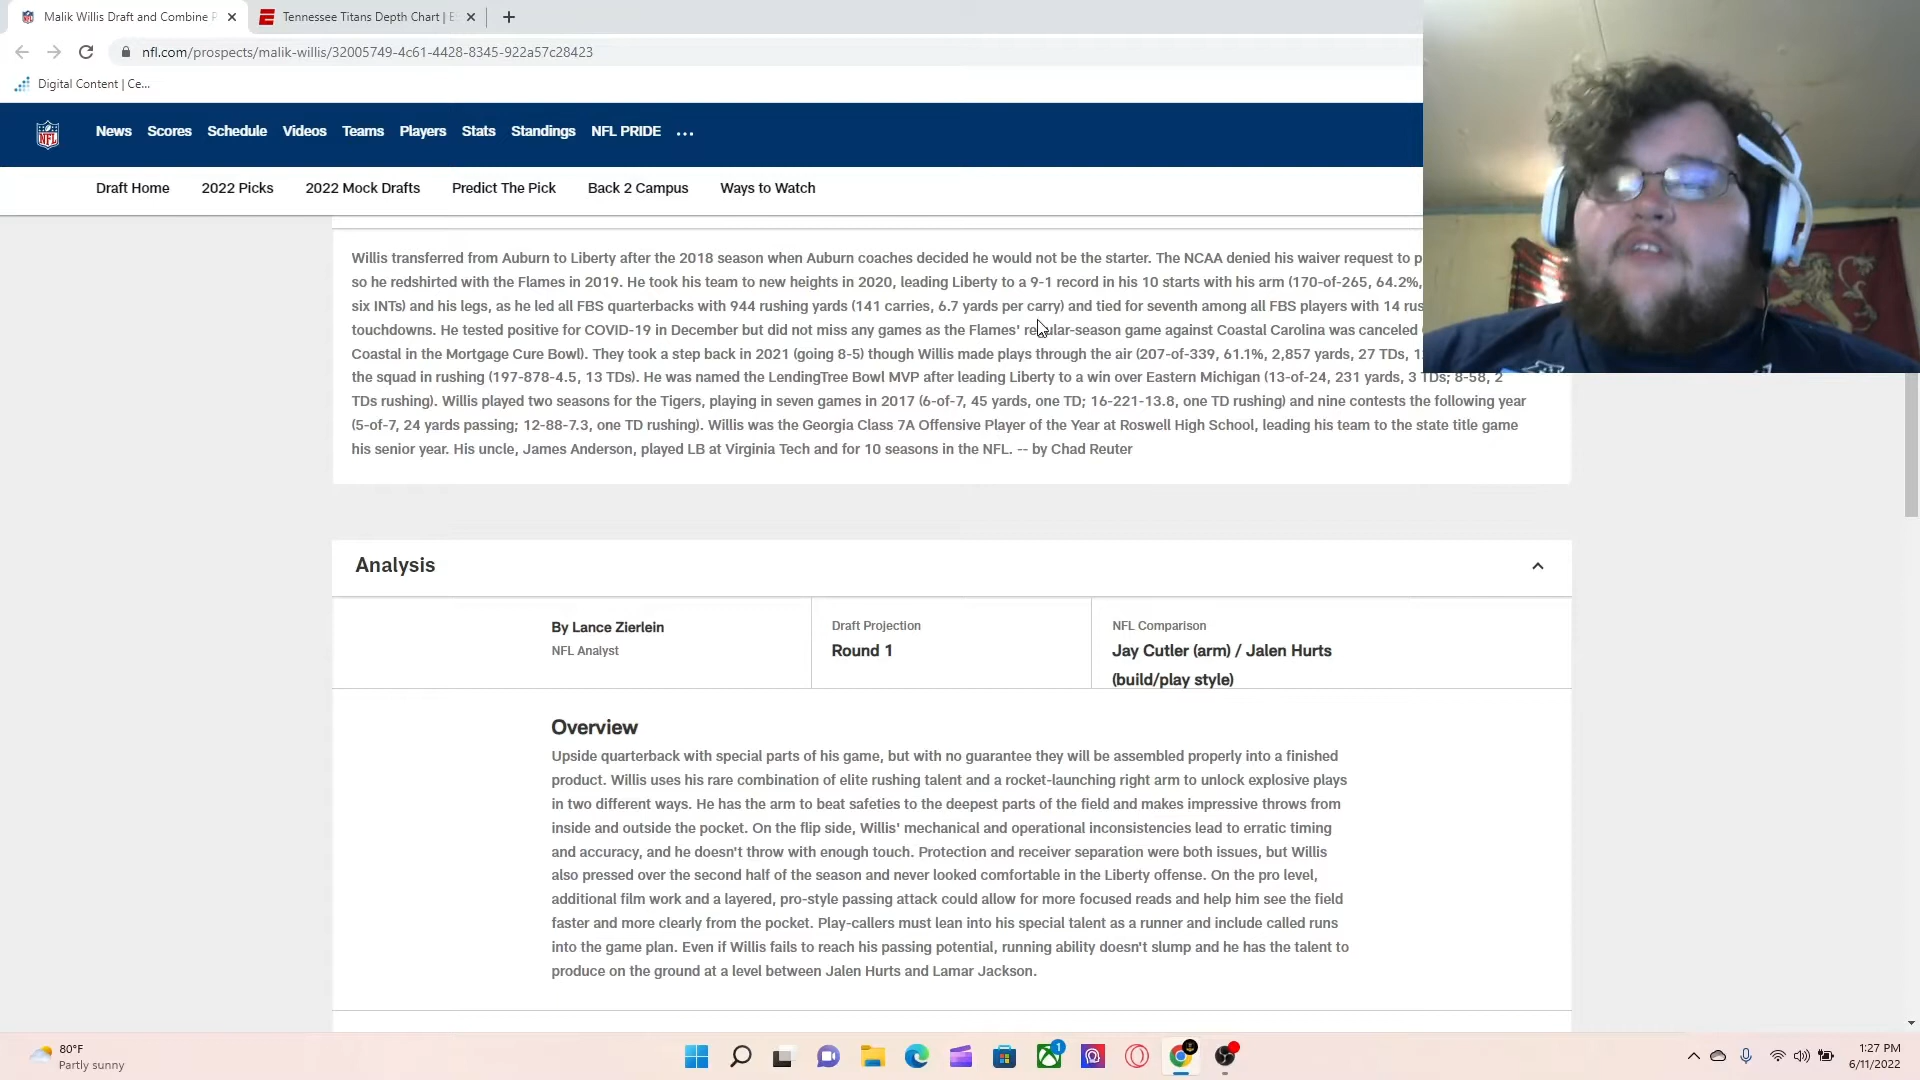 Malik Willis Draft and Combine P
Tennessee Titans Depth Chart | ES
nfl.com/prospects/malik-willis/32005749-4c61-4428-8345-922a57c28423
Digital Content | Ce...
NFL
News Scores Schedule Videos Teams Players Stats Standings NFL PRIDE ...
Draft Home 2022 Picks 2022 Mock Drafts Predict The Pick Back 2 Campus Ways to Watch
Willis transferred from Auburn to Liberty after the 2018 season when Auburn coaches decided he would not be the starter. The NCAA denied his waiver request to p
so he redshirted with the Flames in 2019. He took his team to new heights in 2020, leading Liberty to a 9-1 record in his 10 starts with his arm (170-of-265, 64.2%,
six INTs) and his legs, as he led all FBS quarterbacks with 944 rushing yards (141 carries, 6.7 yards per carry) and tied for seventh among all FBS players with 14 rus
touchdowns. He tested positive for COVID-19 in December but did not miss any games as the Flames' regular-season game against Coastal Carolina was canceled
Coastal in the Mortgage Cure Bowl). They took a step back in 2021 (going 8-5) though Willis made plays through the air (207-of-339, 61.1%, 2,857 yards, 27 TDs, 1
the squad in rushing (197-878-4.5, 13 TDs). He was named the LendingTree Bowl MVP after leading Liberty to a win over Eastern Michigan (13-of-24, 231 yards, 3 TDs; 8-58, 2
TDs rushing). Willis played two seasons for the Tigers, playing in seven games in 2017 (6-of-7, 45 yards, one TD; 16-221-13.8, one TD rushing) and nine contests the following year
(5-of-7, 24 yards passing; 12-88-7.3, one TD rushing). Willis was the Georgia Class 7A Offensive Player of the Year at Roswell High School, leading his team to the state title game
his senior year. His uncle, James Anderson, played LB at Virginia Tech and for 10 seasons in the NFL. -- by Chad Reuter
Analysis
By Lance Zierlein
NFL Analyst
Draft Projection
Round 1
NFL Comparison
Jay Cutler (arm) / Jalen Hurts
(build/play style)
Overview
Upside quarterback with special parts of his game, but with no guarantee they will be assembled properly into a finished
product. Willis uses his rare combination of elite rushing talent and a rocket-launching right arm to unlock explosive plays
in two different ways. He has the arm to beat safeties to the deepest parts of the field and makes impressive throws from
inside and outside the pocket. On the flip side, Willis' mechanical and operational inconsistencies lead to erratic timing
and accuracy, and he doesn't throw with enough touch. Protection and receiver separation were both issues, but Willis
also pressed over the second half of the season and never looked comfortable in the Liberty offense. On the pro level,
additional film work and a layered, pro-style passing attack could allow for more focused reads and help him see the field
faster and more clearly from the pocket. Play-callers must lean into his special talent as a runner and include called runs
into the game plan. Even if Willis fails to reach his passing potential, running ability doesn't slump and he has the talent to
produce on the ground at a level between Jalen Hurts and Lamar Jackson.
80°F
Partly sunny
1
1:27 PM
6/11/2022